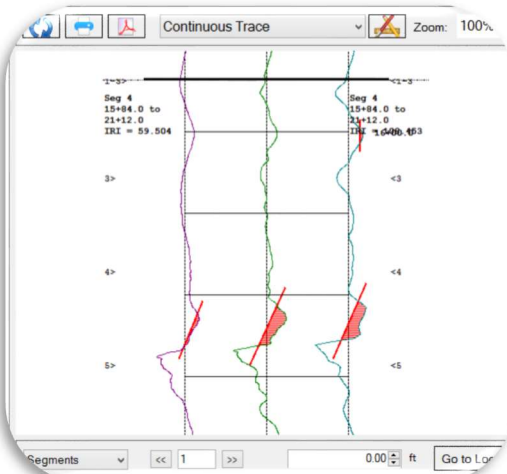 Continuous Trace Zoom: 100%
1-3> <1-3
Seg 4 Seg 4
15+84.0 to 15+84.0 to
21+12.0 21+12.0
IRI = 59.504 IRI =
3> <3
4> <4
5> <5
Segments << 1 >> 0.00 ft Go to